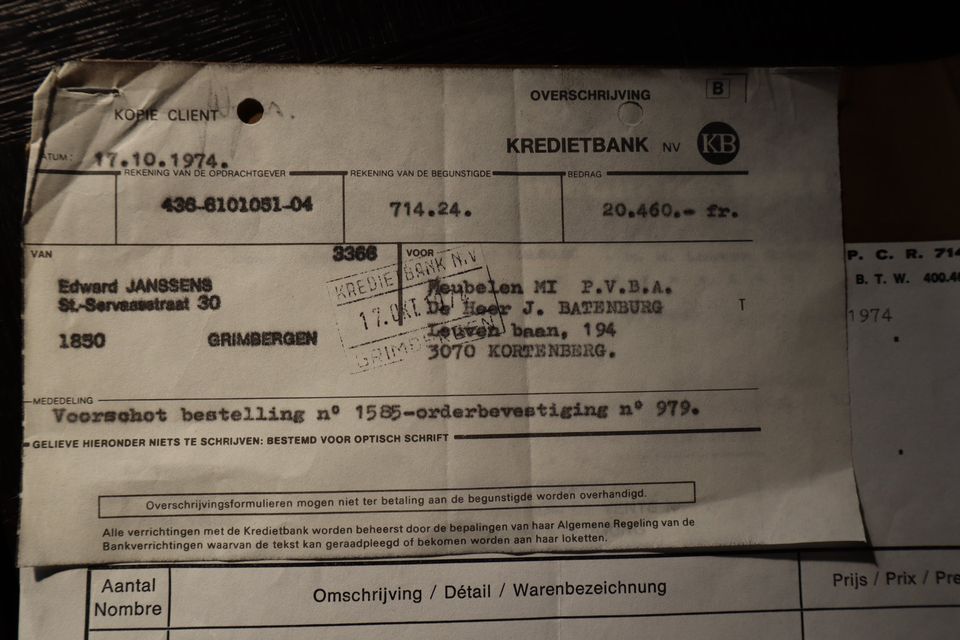 KOPIE CLIENT
OVERSCHRIJVING
B
KREDIETBANK NV KB
DATUM: 17.10.1974.
REKENING VAN DE OPDRACHTGEVER
REKENING VAN DE BEGUNSTIGDE
BEDRAG
436-6101051-04
714.24.
20.460.- fr.
VAN
3366
Edward JANSSENS
St.-Servaasstraat 30
1850 GRIMBERGEN
VOOR
Meubelen MI P.V.B.A.
De Heer J. BATENBURG
Leuven baan, 194
3070 KORTENBERG.
T
KREDIETBANK N.V
17. OKT. 1974
GRIMBERGEN
MEDEDELING
Voorschot bestelling n° 1585-orderbevestiging n° 979.
GELIEVE HIERONDER NIETS TE SCHRIJVEN: BESTEMD VOOR OPTISCH SCHRIFT
Overschrijvingsformulieren mogen niet ter betaling aan de begunstigde worden overhandigd.
Alle verrichtingen met de Kredietbank worden beheerst door de bepalingen van haar Algemene Regeling van de
Bankverrichtingen waarvan de tekst kan geraadpleegd of bekomen worden aan haar loketten.
P. C. R. 714
B. T. W. 400.4
1974
Aantal
Nombre
Omschrijving / Détail / Warenbezeichnung
Prijs / Prix / Pre